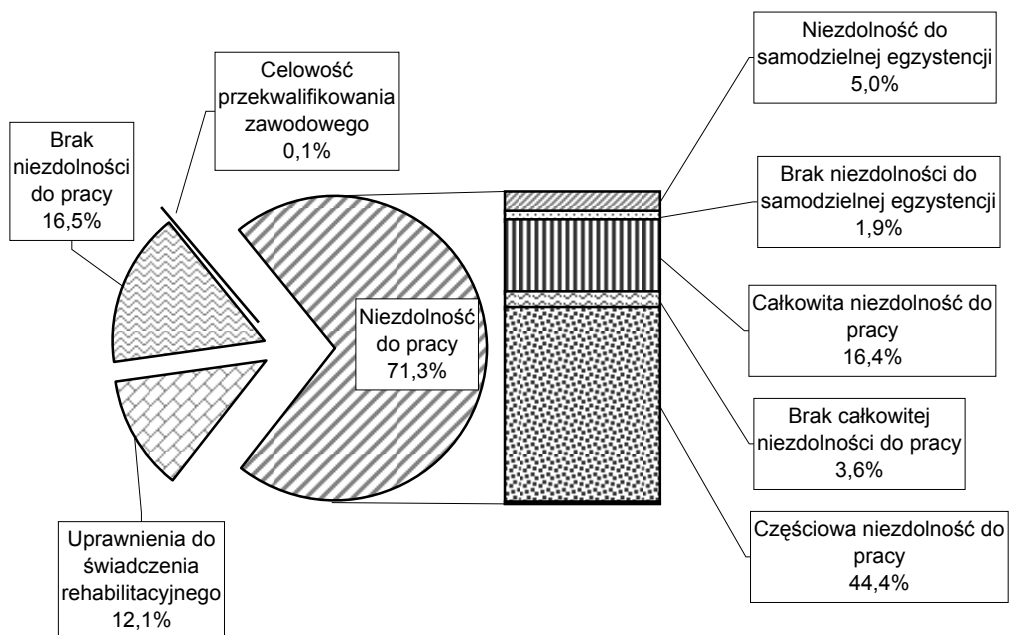 Celowość
przekwalifikowania
zawodowego
0,1%
Brak
niezdolności
do pracy
16,5%
Niezdolność
do pracy
71,3%
Uprawnienia do
świadczenia
rehabilitacyjnego
12,1%
Niezdolność do
samodzielnej egzystencji
5,0%
Brak niezdolności do
samodzielnej egzystencji
1,9%
Całkowita niezdolność do
pracy
16,4%
Brak całkowitej
niezdolności do pracy
3,6%
Częściowa niezdolność do
pracy
44,4%